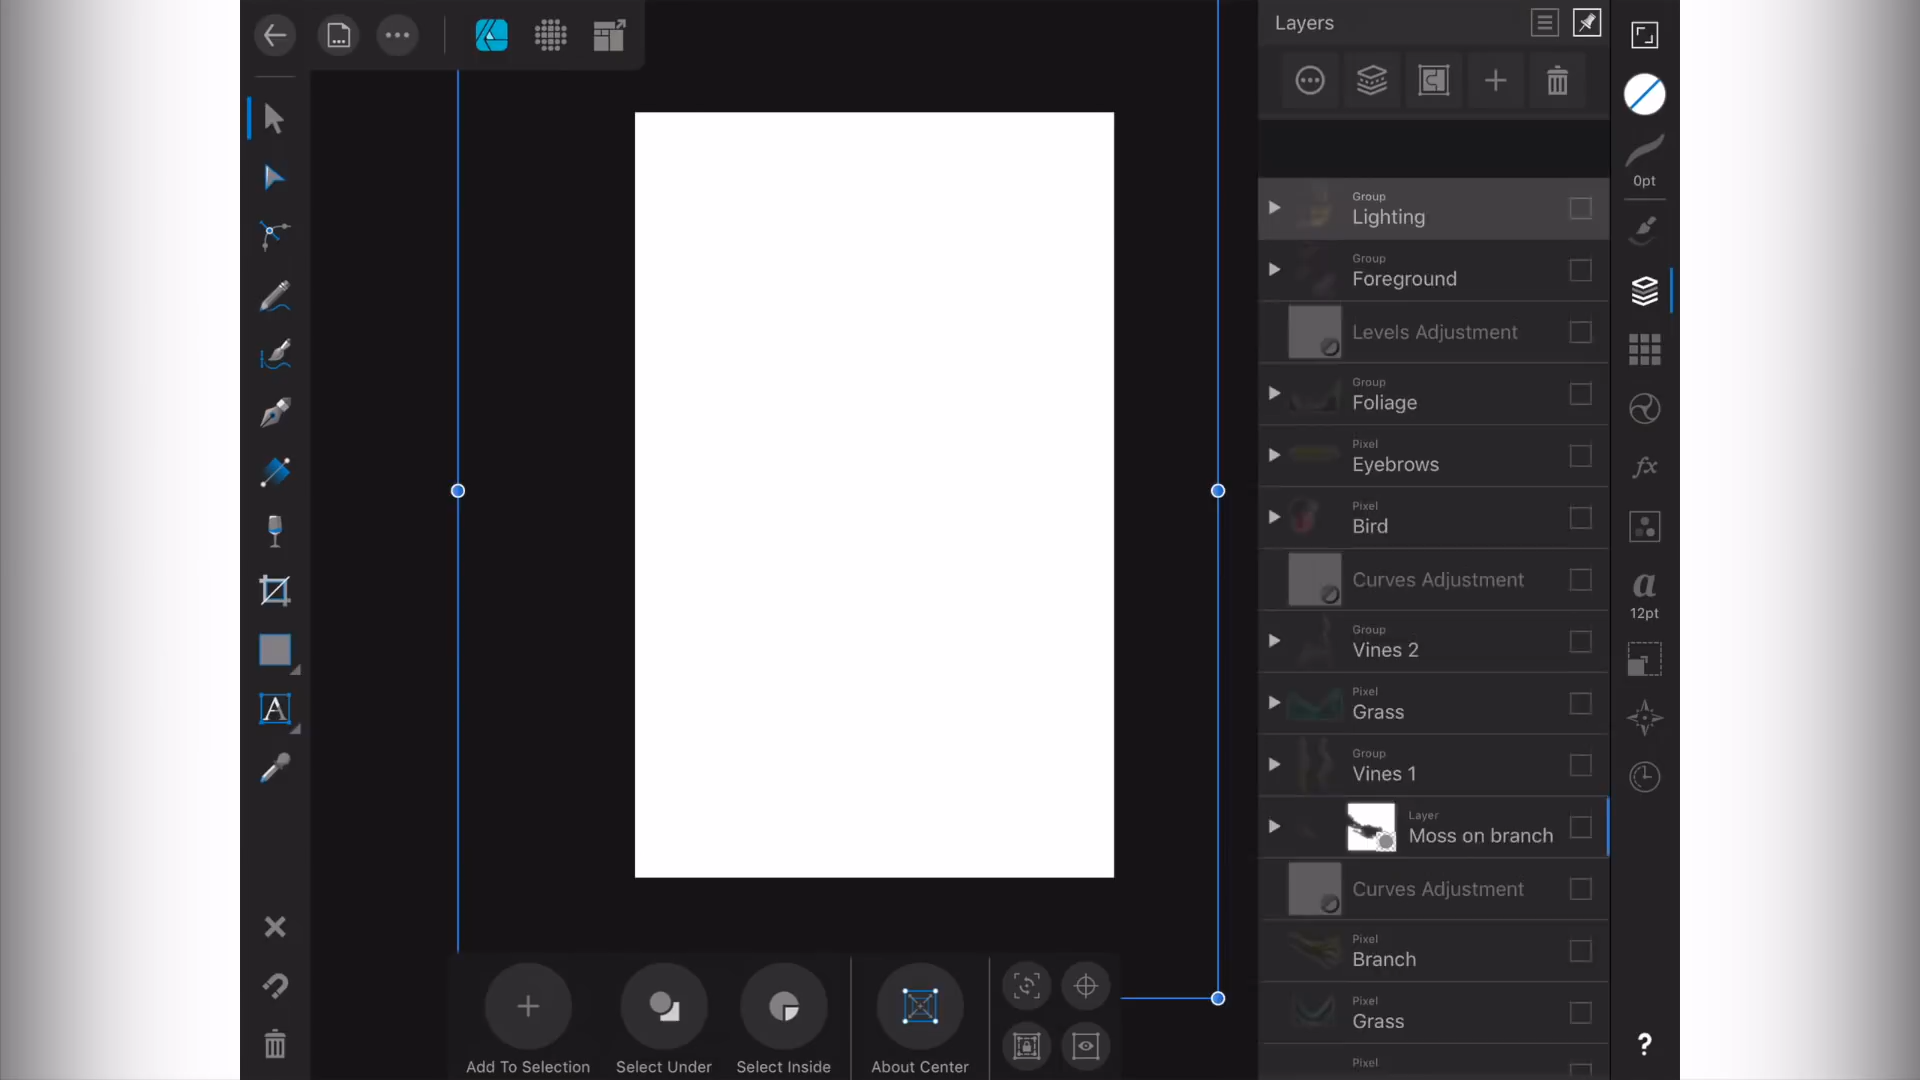 Layers
0pt
Group
Lighting
Group
Foreground
Levels Adjustment
Group
Foliage
Pixel
Eyebrows
Pixel
Bird
Curves Adjustment
Group
Vines 2
Pixel
Grass
Group
Vines 1
Layer
Moss on branch
Curves Adjustment
Pixel
Branch
Pixel
Grass
Pixel
fx
a
12pt
A
?
Add To Selection
Select Under
Select Inside
About Center